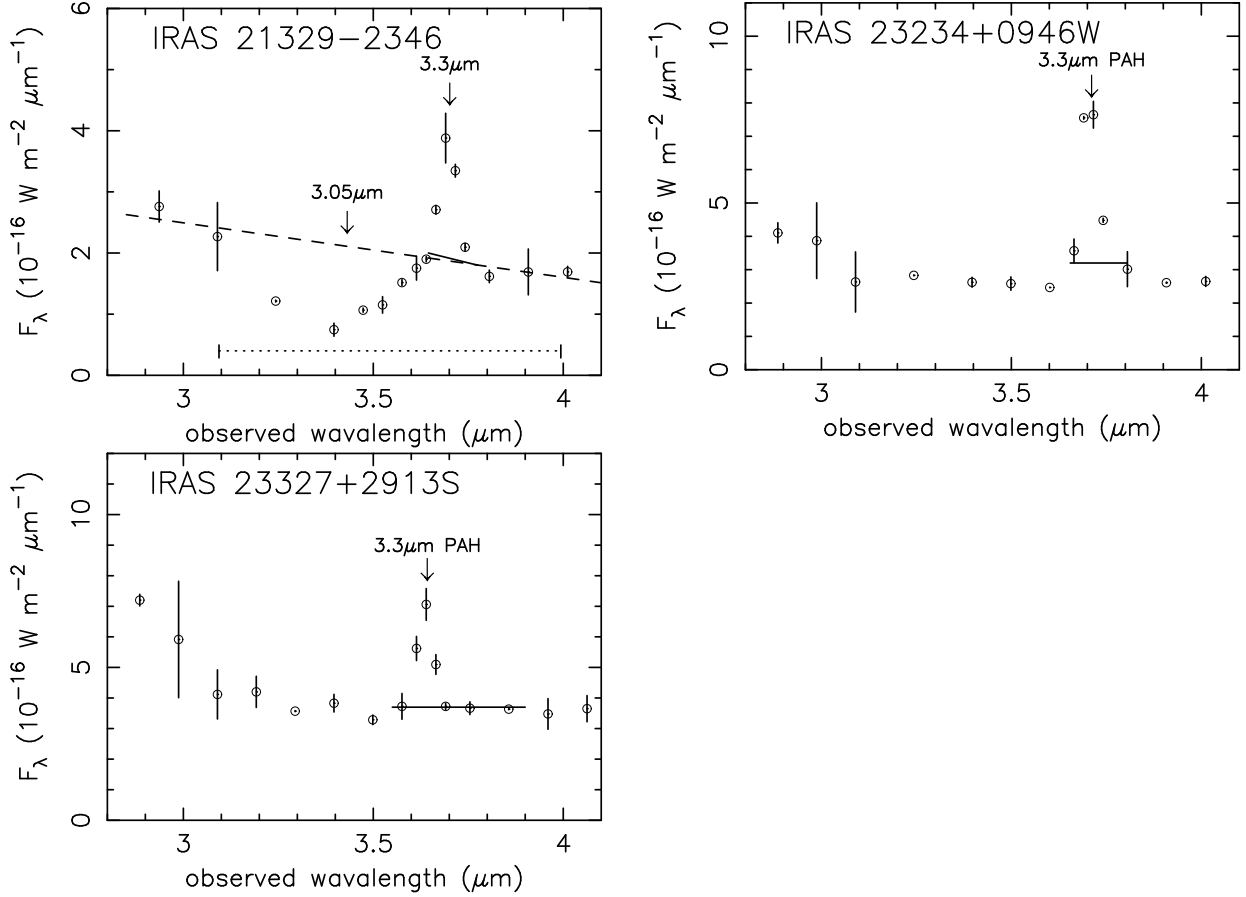 IRAS 21329−2346
3.3μm
3.05μm
6
4
2
0
F_λ (10^−16 W m^−2 μm^−1)
3 3.5 4
observed wavalength (μm)
IRAS 23234+0946W
3.3μm PAH
10
5
0
F_λ (10^−16 W m^−2 μm^−1)
3 3.5 4
observed wavalength (μm)
IRAS 23327+2913S
3.3μm PAH
10
5
0
F_λ (10^−16 W m^−2 μm^−1)
3 3.5 4
observed wavalength (μm)